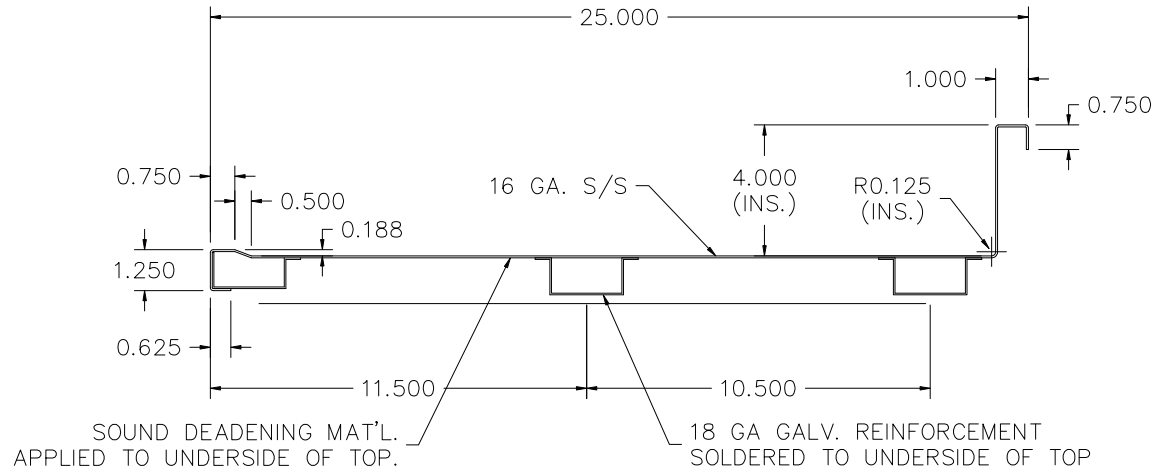 25.000
1.000
0.750
0.750
0.500
16 GA. S/S
4.000
(INS.)
R0.125
(INS.)
0.188
1.250
0.625
11.500
10.500
SOUND DEADENING MAT'L.
APPLIED TO UNDERSIDE OF TOP.
18 GA GALV. REINFORCEMENT
SOLDERED TO UNDERSIDE OF TOP